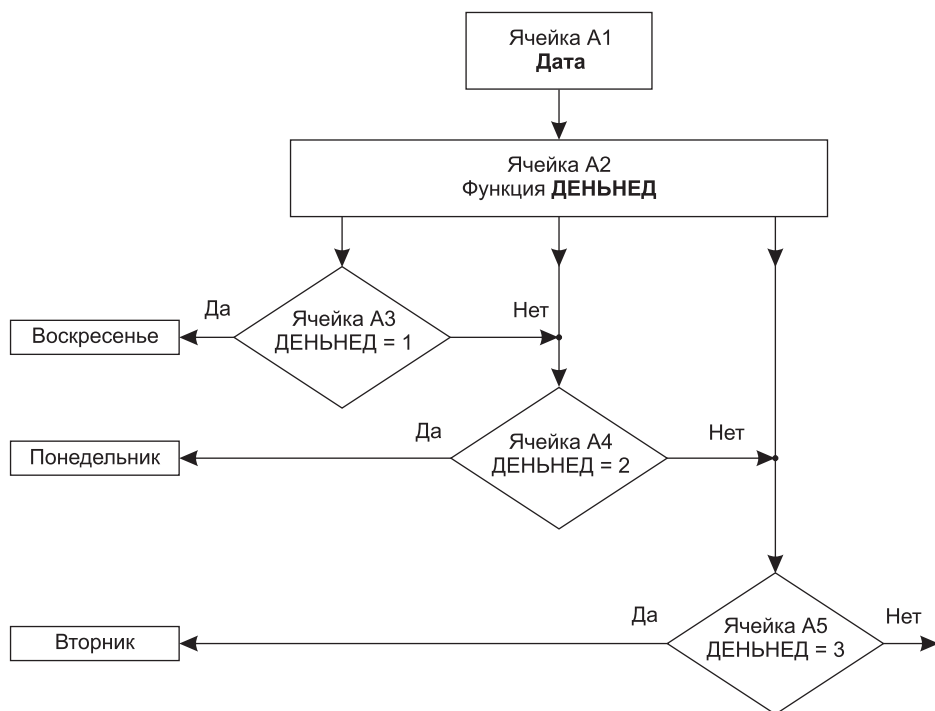 Ячейка А1
Дата
Ячейка А2
Функция ДЕНЬНЕД
Да
Ячейка А3
ДЕНЬНЕД = 1
Нет
Воскресенье
Да
Ячейка А4
ДЕНЬНЕД = 2
Нет
Понедельник
Да
Ячейка А5
ДЕНЬНЕД = 3
Нет
Вторник